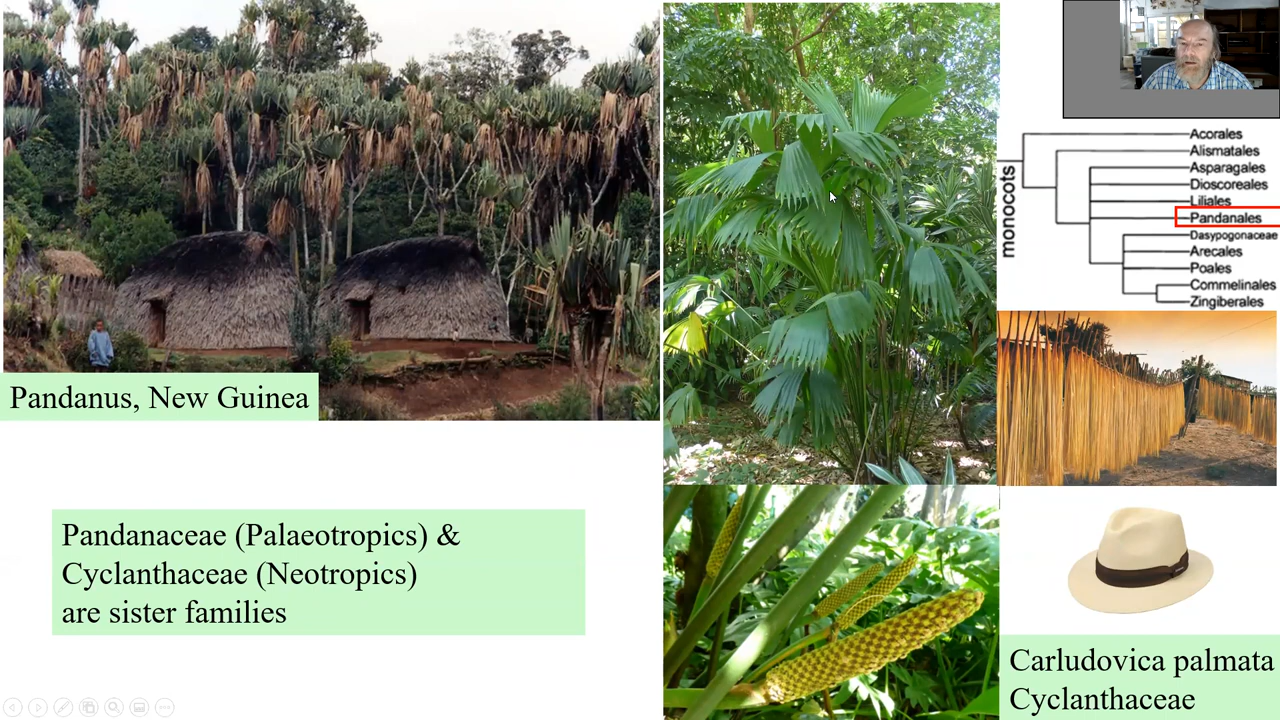 Pandanus, New Guinea
Pandanaceae (Palaeotropics) &
Cyclanthaceae (Neotropics)
are sister families
monocots
Acorales
Alismatales
Asparagales
Dioscoreales
Liliales
Pandanales
Dasypogonaceae
Arecales
Poales
Commelinales
Zingiberales
Carludovica palmata
Cyclanthaceae